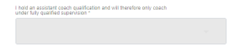 I hold an assistant coach qualification and will therefore only coach
under fully qualified supervision *